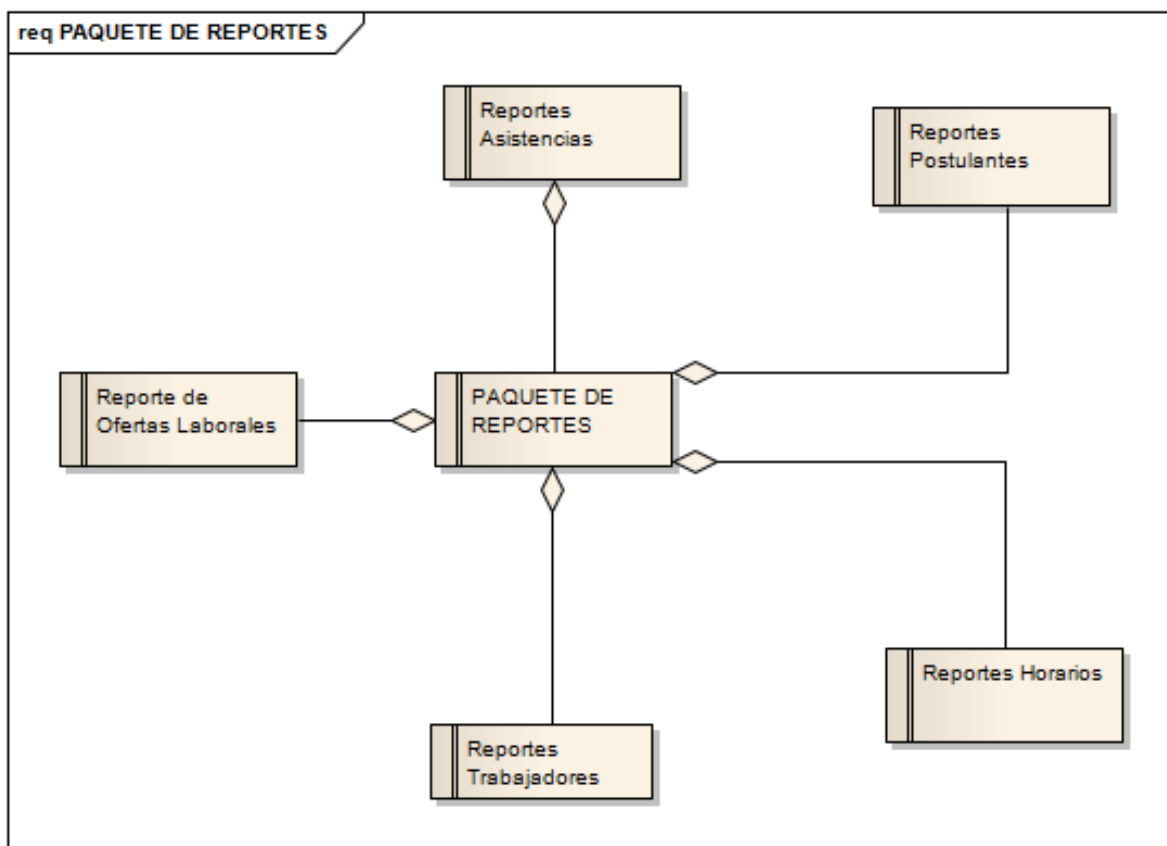 req PAQUETE DE REPORTES
Reportes
Asistencias
Reportes
Postulantes
Reporte de
Ofertas Laborales
PAQUETE DE
REPORTES
Reportes Horarios
Reportes
Trabajadores